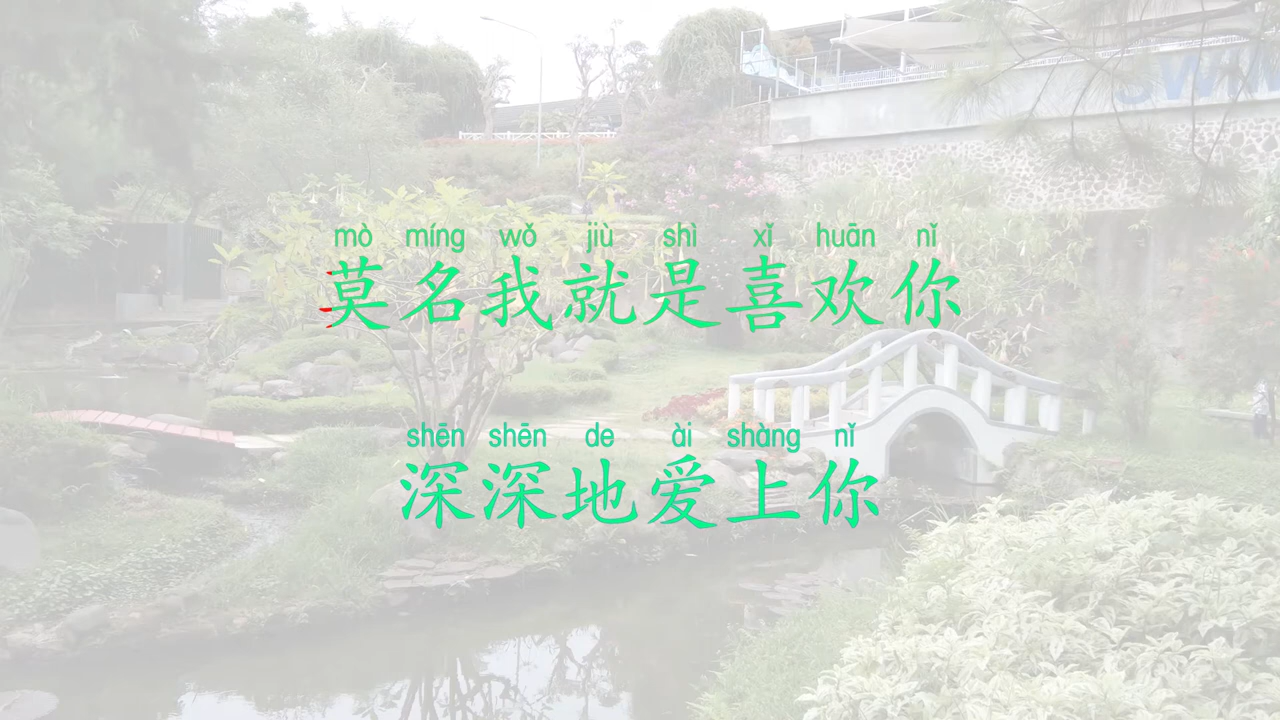 mò míng wǒ jiù shì xǐ huān nǐ
莫名我就是喜欢你
shēn shēn de ài shàng nǐ
深深地爱上你